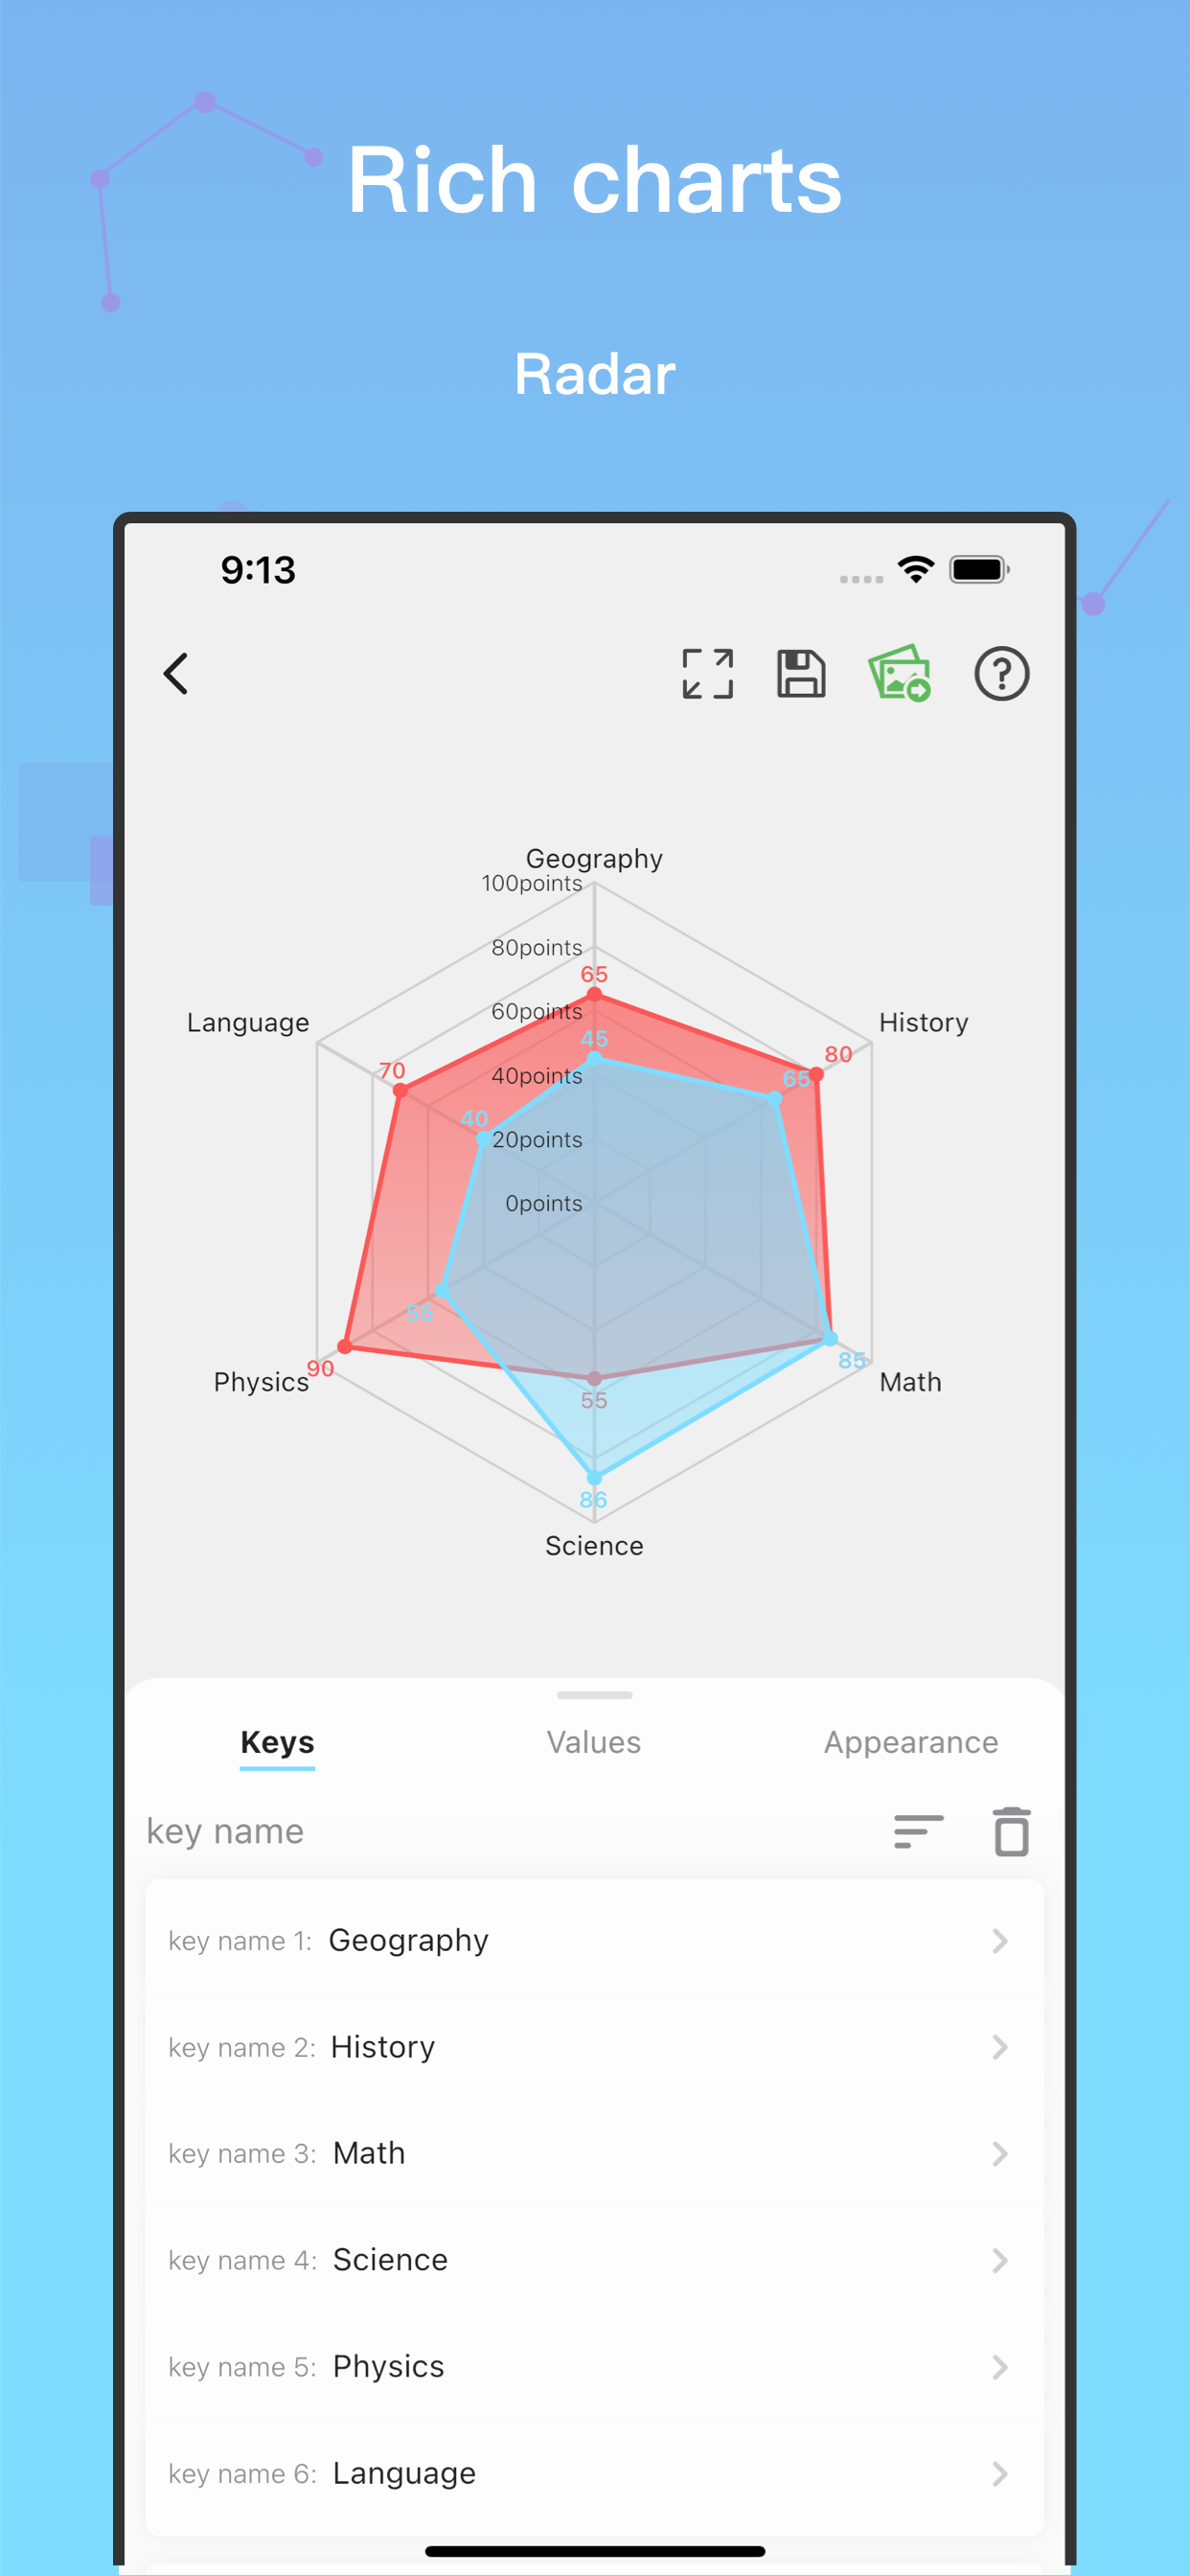 Rich charts
Radar
9:13
Geography
100points
80points
65
60points
Language
History
45
80
70
40points
65
40
20points
0points
55
90
Physics
85
Math
55
86
Science
Keys
Values
Appearance
key name
key name 1: Geography
key name 2: History
key name 3: Math
key name 4: Science
key name 5: Physics
key name 6: Language